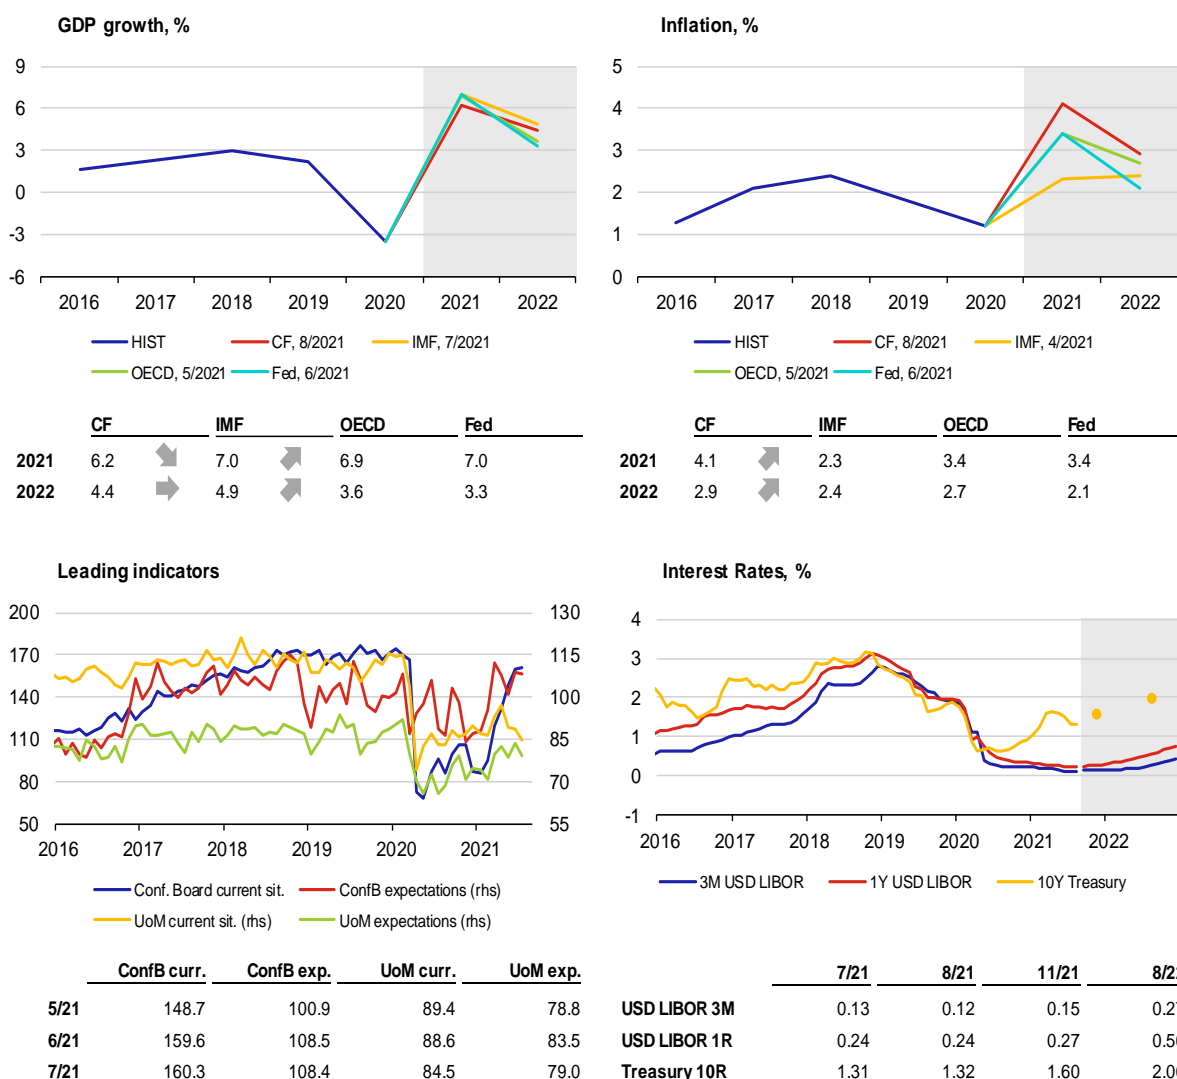 GDP growth, %
9
6
3
0
-3
-6
2016 2017 2018 2019 2020 2021 2022
HIST CF, 8/2021 IMF, 7/2021
OECD, 5/2021 Fed, 6/2021
CF IMF OECD Fed
2021 6.2 7.0 6.9 7.0
2022 4.4 4.9 3.6 3.3
Inflation, %
5
4
3
2
1
0
2016 2017 2018 2019 2020 2021 2022
HIST CF, 8/2021 IMF, 4/2021
OECD, 5/2021 Fed, 6/2021
CF IMF OECD Fed
2021 4.1 2.3 3.4 3.4
2022 2.9 2.4 2.7 2.1
Leading indicators
200 130
170 115
140 100
110 85
80 70
50 55
2016 2017 2018 2019 2020 2021
Conf. Board current sit. ConfB expectations (rhs)
UoM current sit. (rhs) UoM expectations (rhs)
ConfB curr. ConfB exp. UoM curr. UoM exp.
5/21 148.7 100.9 89.4 78.8
6/21 159.6 108.5 88.6 83.5
7/21 160.3 108.4 84.5 79.0
Interest Rates, %
4
3
2
1
0
-1
2016 2017 2018 2019 2020 2021 2022
3M USD LIBOR 1Y USD LIBOR 10Y Treasury
7/21 8/21 11/21
USD LIBOR 3M 0.13 0.12 0.15
USD LIBOR 1R 0.24 0.24 0.27
Treasury 10R 1.31 1.32 1.60